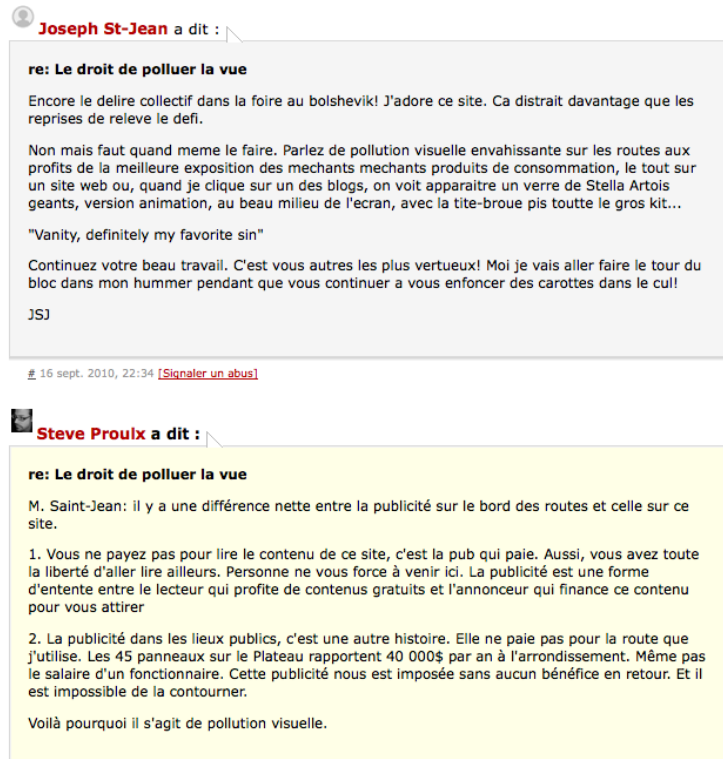 Joseph St-Jean a dit :
re: Le droit de polluer la vue
Encore le delire collectif dans la foire au bolshevik! J'adore ce site. Ca distrait davantage que les
reprises de releve le defi.
Non mais faut quand meme le faire. Parlez de pollution visuelle envahissante sur les routes aux
profits de la meilleure exposition des mechants mechants produits de consommation, le tout sur
un site web ou, quand je clique sur un des blogs, on voit apparaitre un verre de Stella Artois
geants, version animation, au beau milieu de l'ecran, avec la tite-broue pis toutte le gros kit...
"Vanity, definitely my favorite sin"
Continuez votre beau travail. C'est vous autres les plus vertueux! Moi je vais aller faire le tour du
bloc dans mon hummer pendant que vous continuer a vous enfoncer des carottes dans le cul!
JSJ
# 16 sept. 2010, 22:34 [Signaler un abus]
Steve Proulx a dit :
re: Le droit de polluer la vue
M. Saint-Jean: il y a une différence nette entre la publicité sur le bord des routes et celle sur ce
site.
1. Vous ne payez pas pour lire le contenu de ce site, c'est la pub qui paie. Aussi, vous avez toute
la liberté d'aller lire ailleurs. Personne ne vous force à venir ici. La publicité est une forme
d'entente entre le lecteur qui profite de contenus gratuits et l'annonceur qui finance ce contenu
pour vous attirer
2. La publicité dans les lieux publics, c'est une autre histoire. Elle ne paie pas pour la route que
j'utilise. Les 45 panneaux sur le Plateau rapportent 40 000$ par an à l'arrondissement. Même pas
le salaire d'un fonctionnaire. Cette publicité nous est imposée sans aucun bénéfice en retour. Et il
est impossible de la contourner.
Voilà pourquoi il s'agit de pollution visuelle.